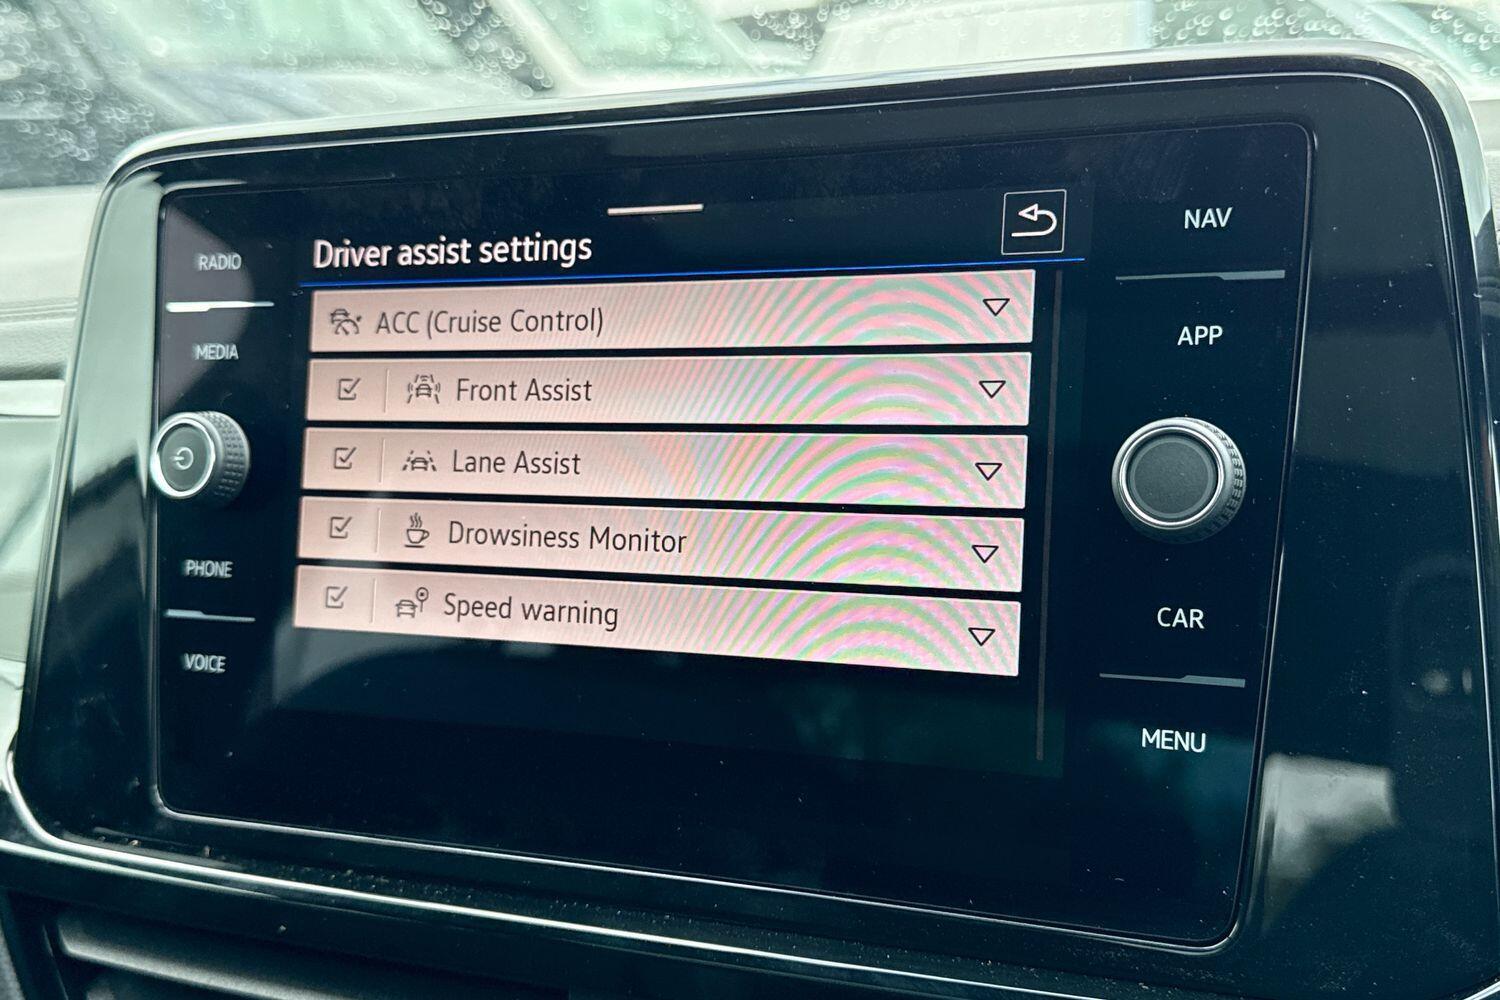 RADIO
MEDIA
PHONE
VOICE
Driver assist settings
ACC (Cruise Control)
Front Assist
Lane Assist
Drowsiness Monitor
Speed warning
NAV
APP
CAR
MENU